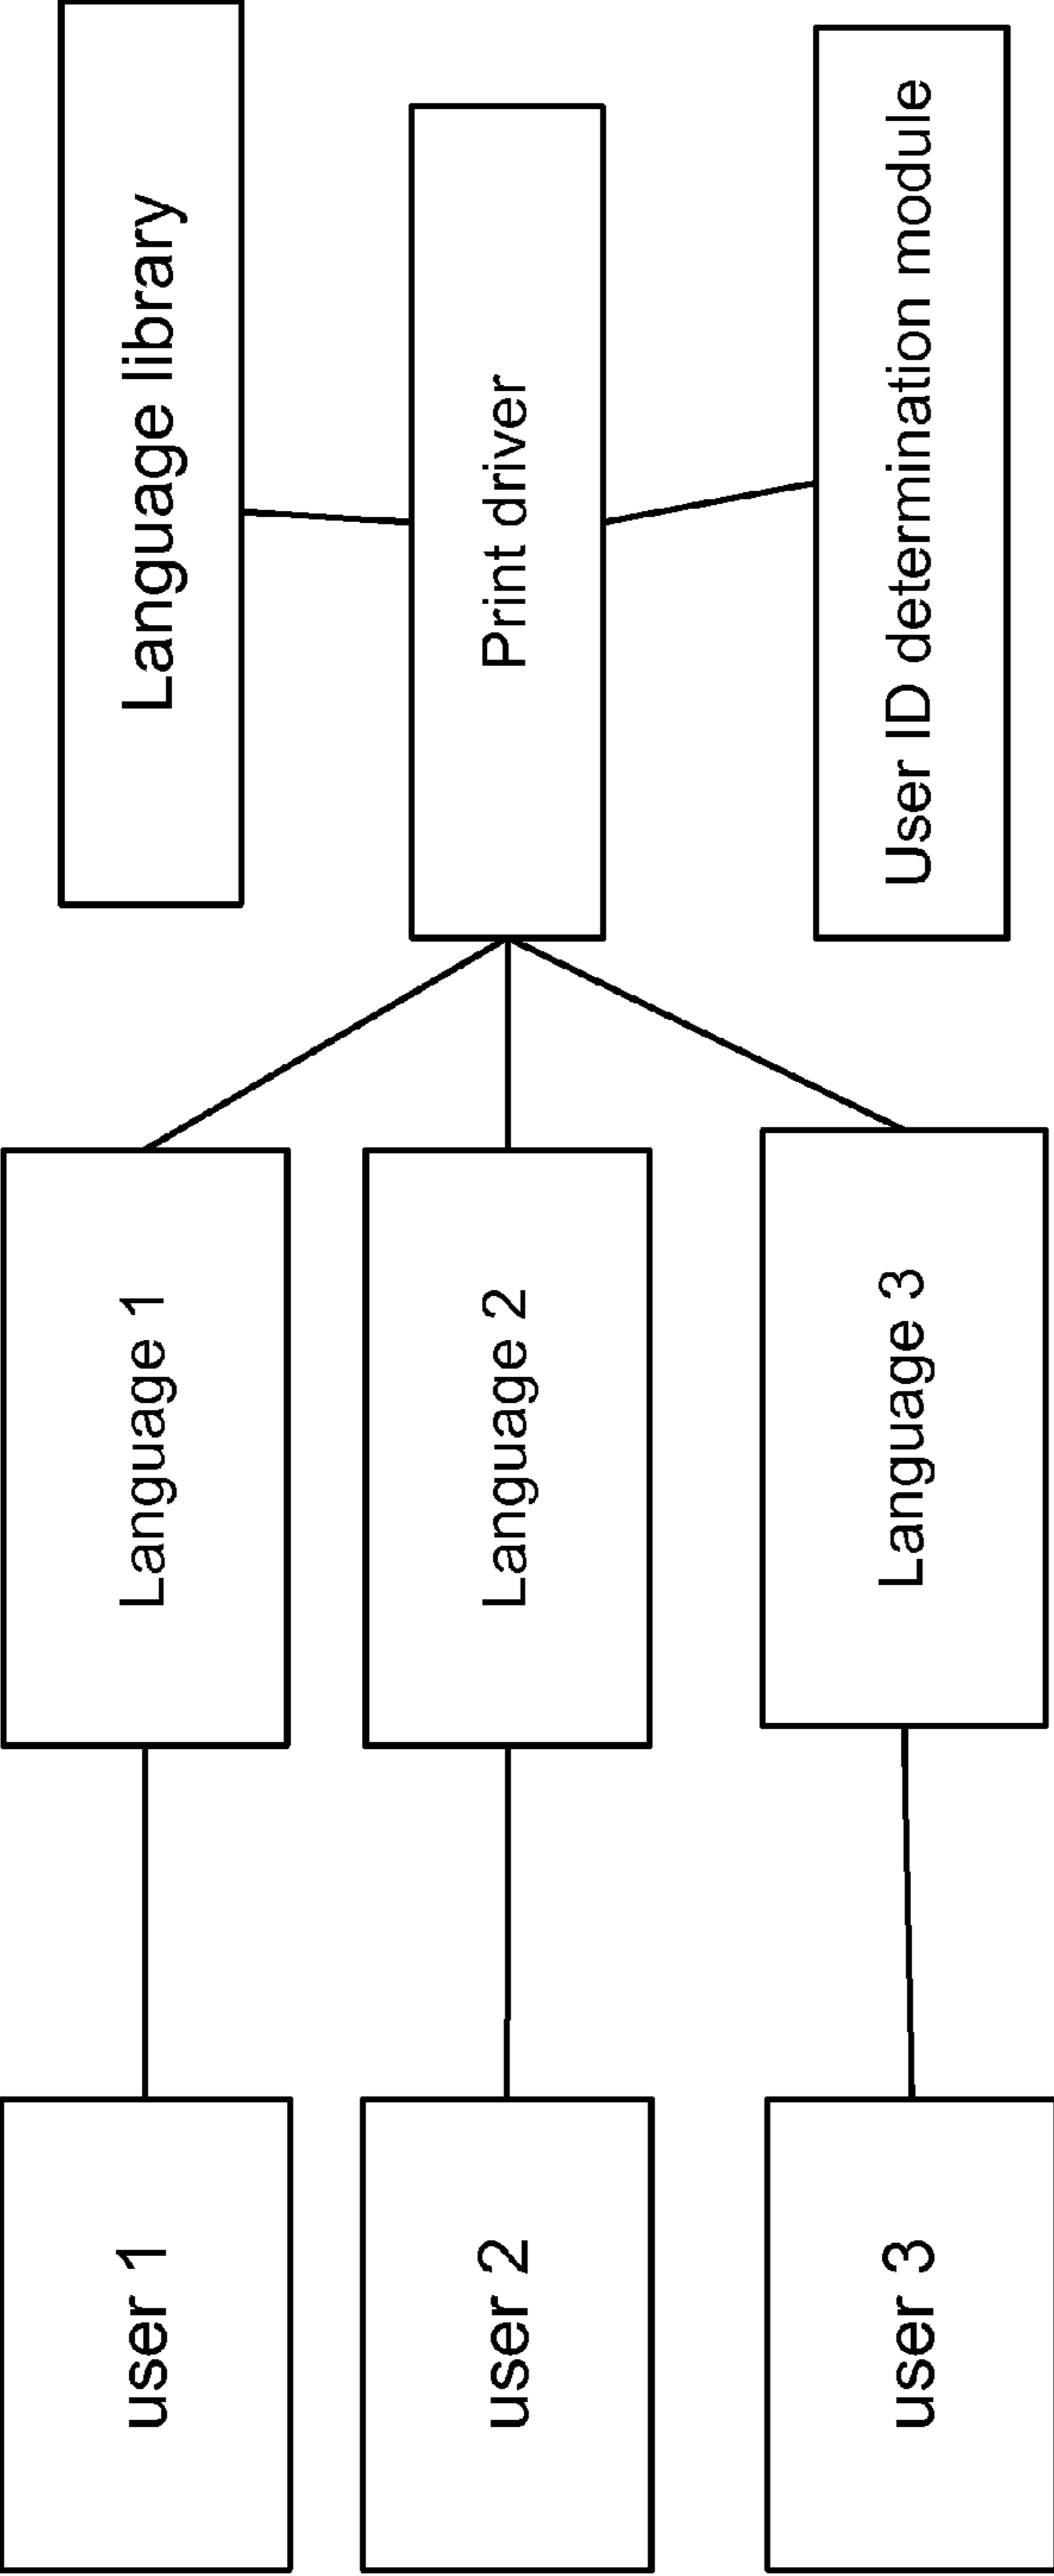 user 1
Language 1
Language library
user 2
Language 2
Print driver
user 3
Language 3
User ID determination module